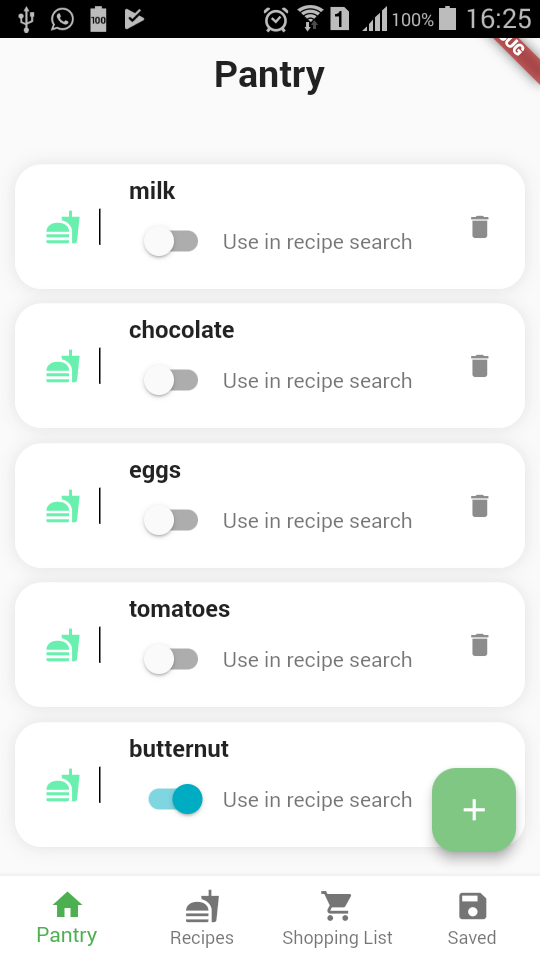 100
1
100%
16:25
Pantry
milk
Use in recipe search
chocolate
Use in recipe search
eggs
Use in recipe search
tomatoes
Use in recipe search
butternut
Use in recipe search
Pantry
Recipes
Shopping List
Saved